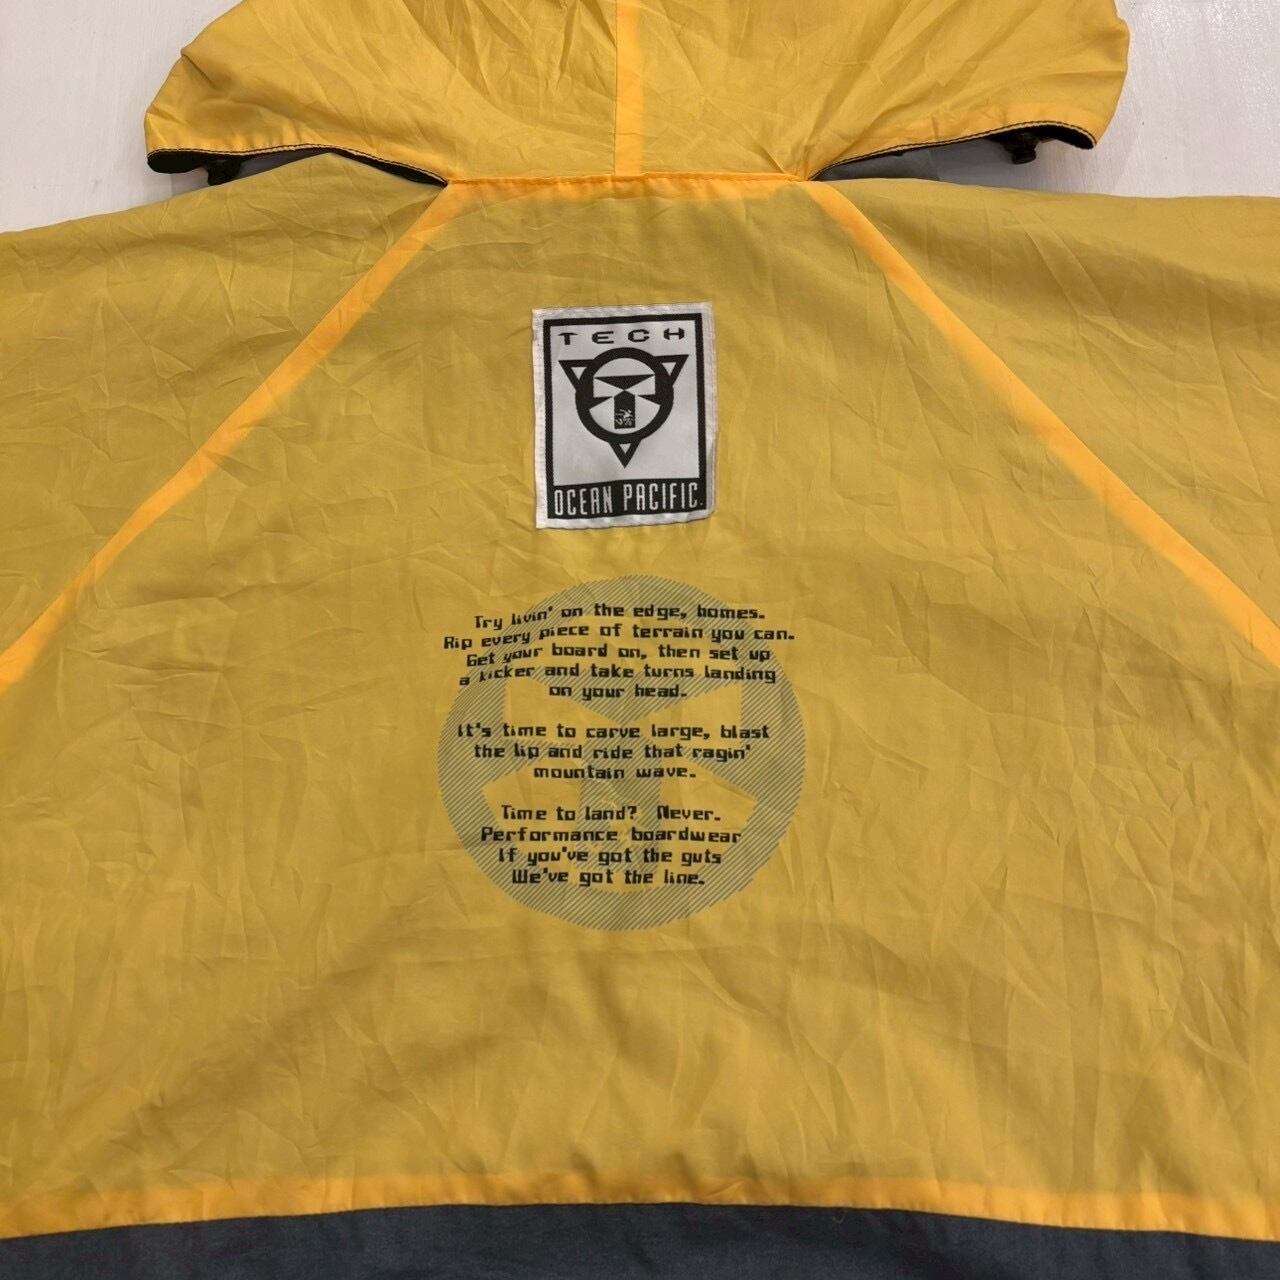 TECH
OCEAN PACIFIC.
Try livin' on the edge, homes.
Rip every piece of terrain you can.
Get your board on, then set up
a kicker and take turns landing
on your head.
It's time to carve large, blast
the lip and ride that ragin'
mountain wave.
Time to land? Never.
Performance boardwear
If you've got the guts
We've got the line.